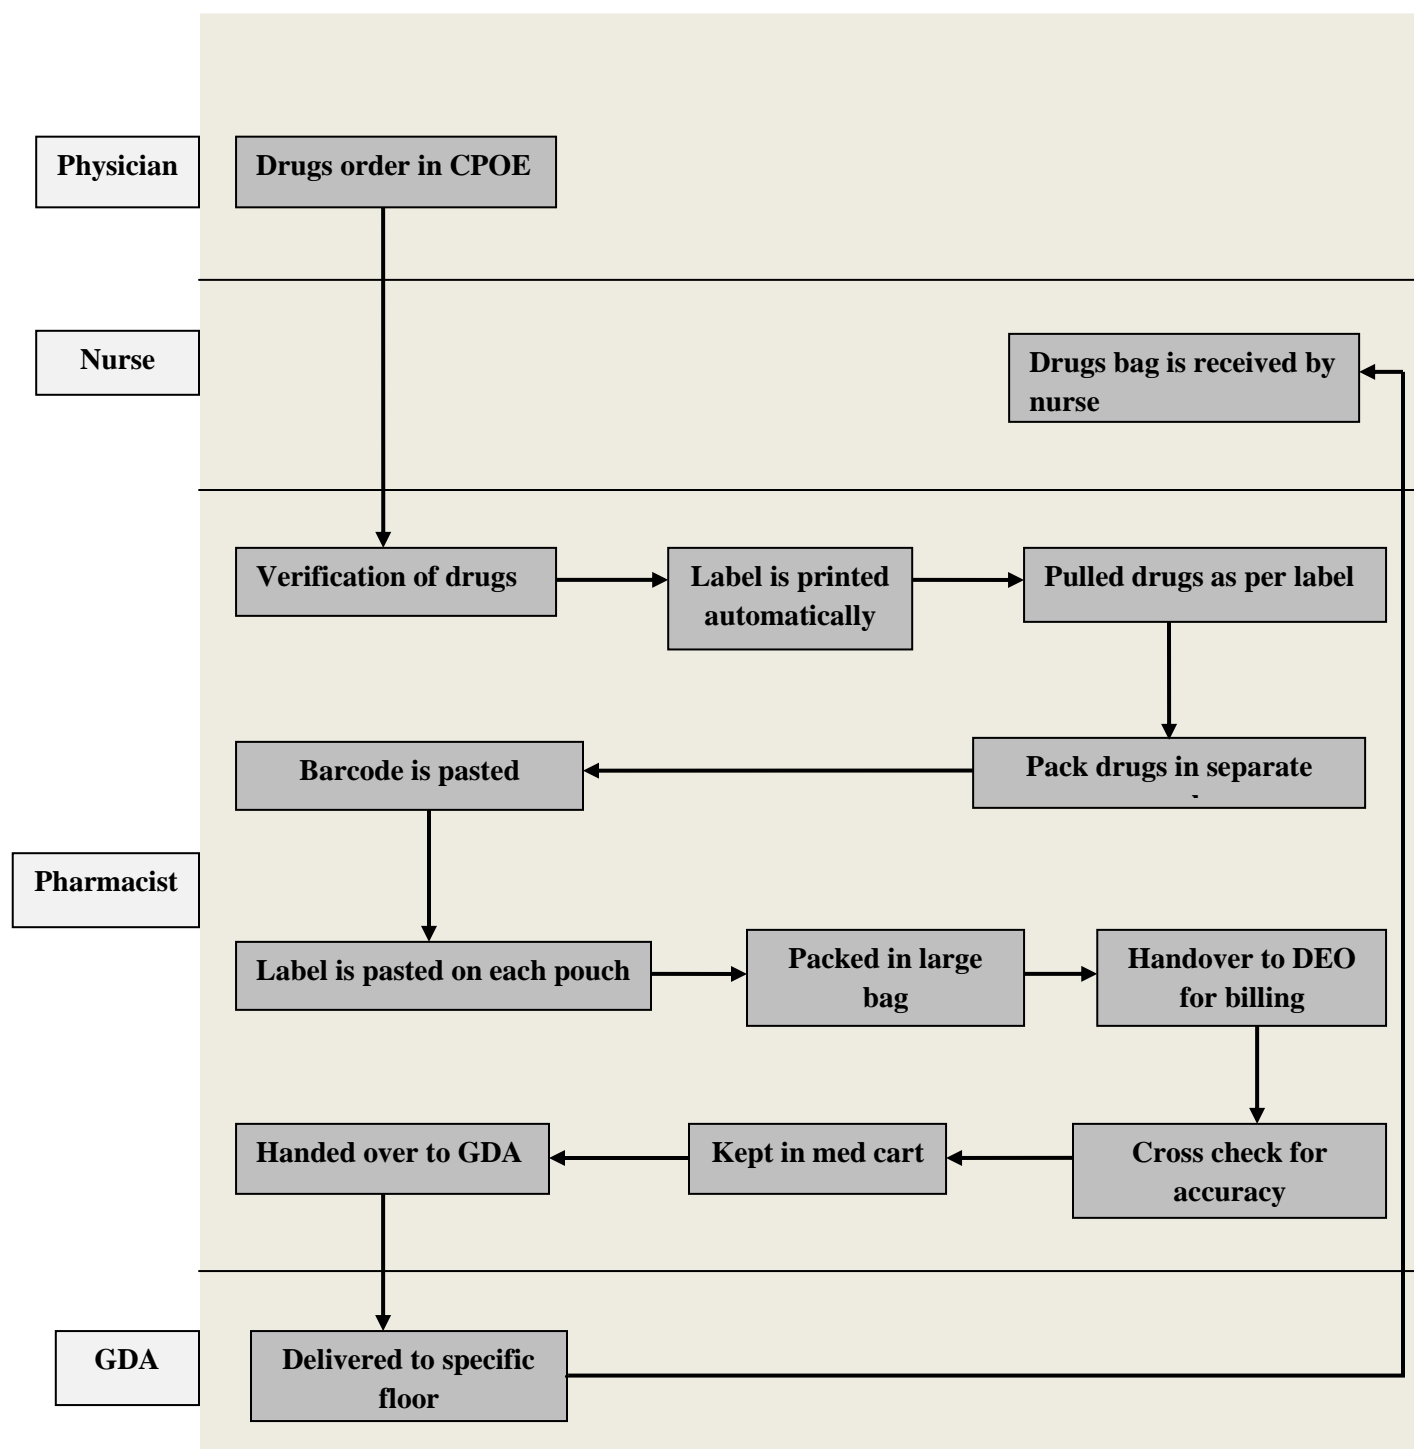 Physician
Drugs order in CPOE
Nurse
Drugs bag is received by
nurse
Verification of drugs
Label is printed
automatically
Pulled drugs as per label
Barcode is pasted
Pack drugs in separate
Pharmacist
Label is pasted on each pouch
Packed in large
bag
Handover to DEO
for billing
Handed over to GDA
Kept in med cart
Cross check for
accuracy
GDA
Delivered to specific
floor